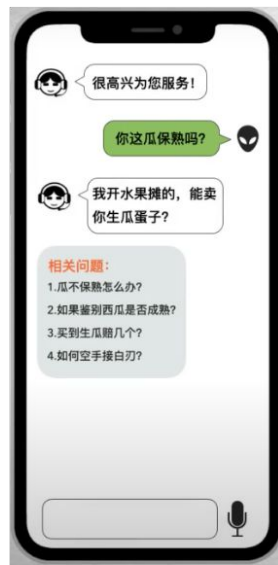 很高兴为您服务！
你这瓜保熟吗？
我开水果摊的，能卖
你生瓜蛋子？
相关问题：
1.瓜不保熟怎么办？
2.如果鉴别西瓜是否成熟？
3.买到生瓜赔几个？
4.如何空手接白刃？